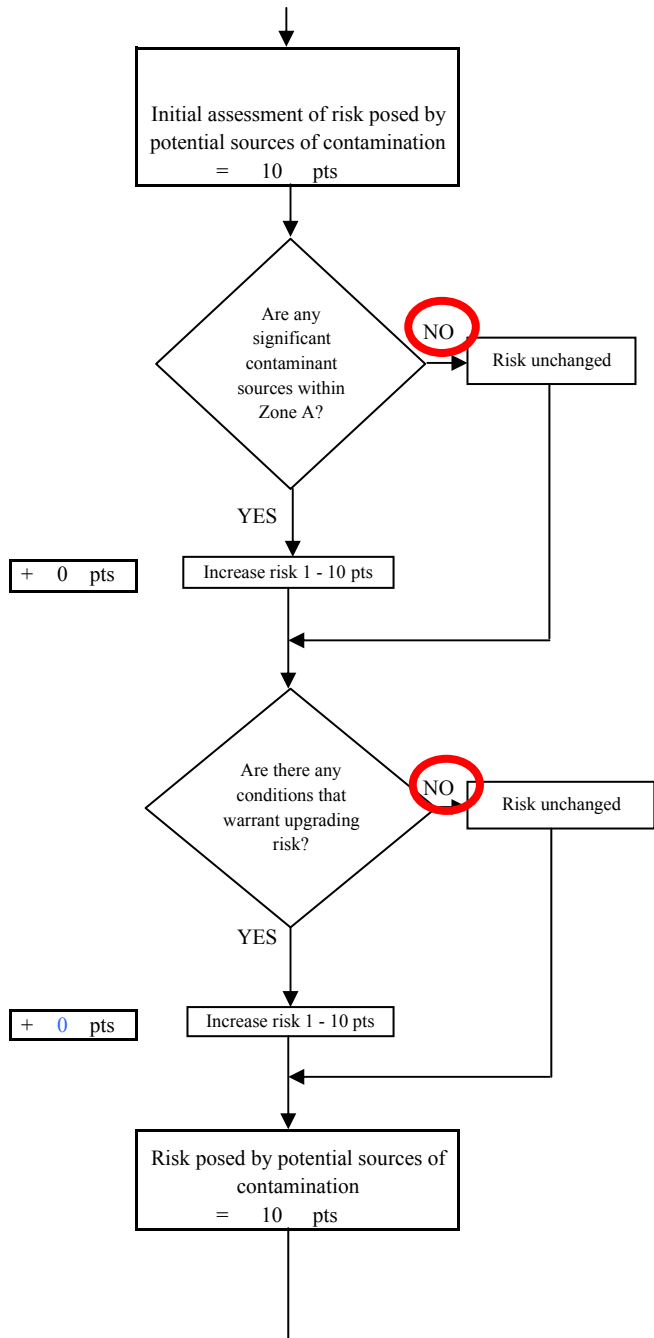 Initial assessment of risk posed by
potential sources of contamination
= 10 pts
Are any
significant
contaminant
sources within
Zone A?
NO
Risk unchanged
YES
+ 0 pts
Increase risk 1 - 10 pts
Are there any
conditions that
warrant upgrading
risk?
NO
Risk unchanged
YES
+ 0 pts
Increase risk 1 - 10 pts
Risk posed by potential sources of
contamination
= 10 pts